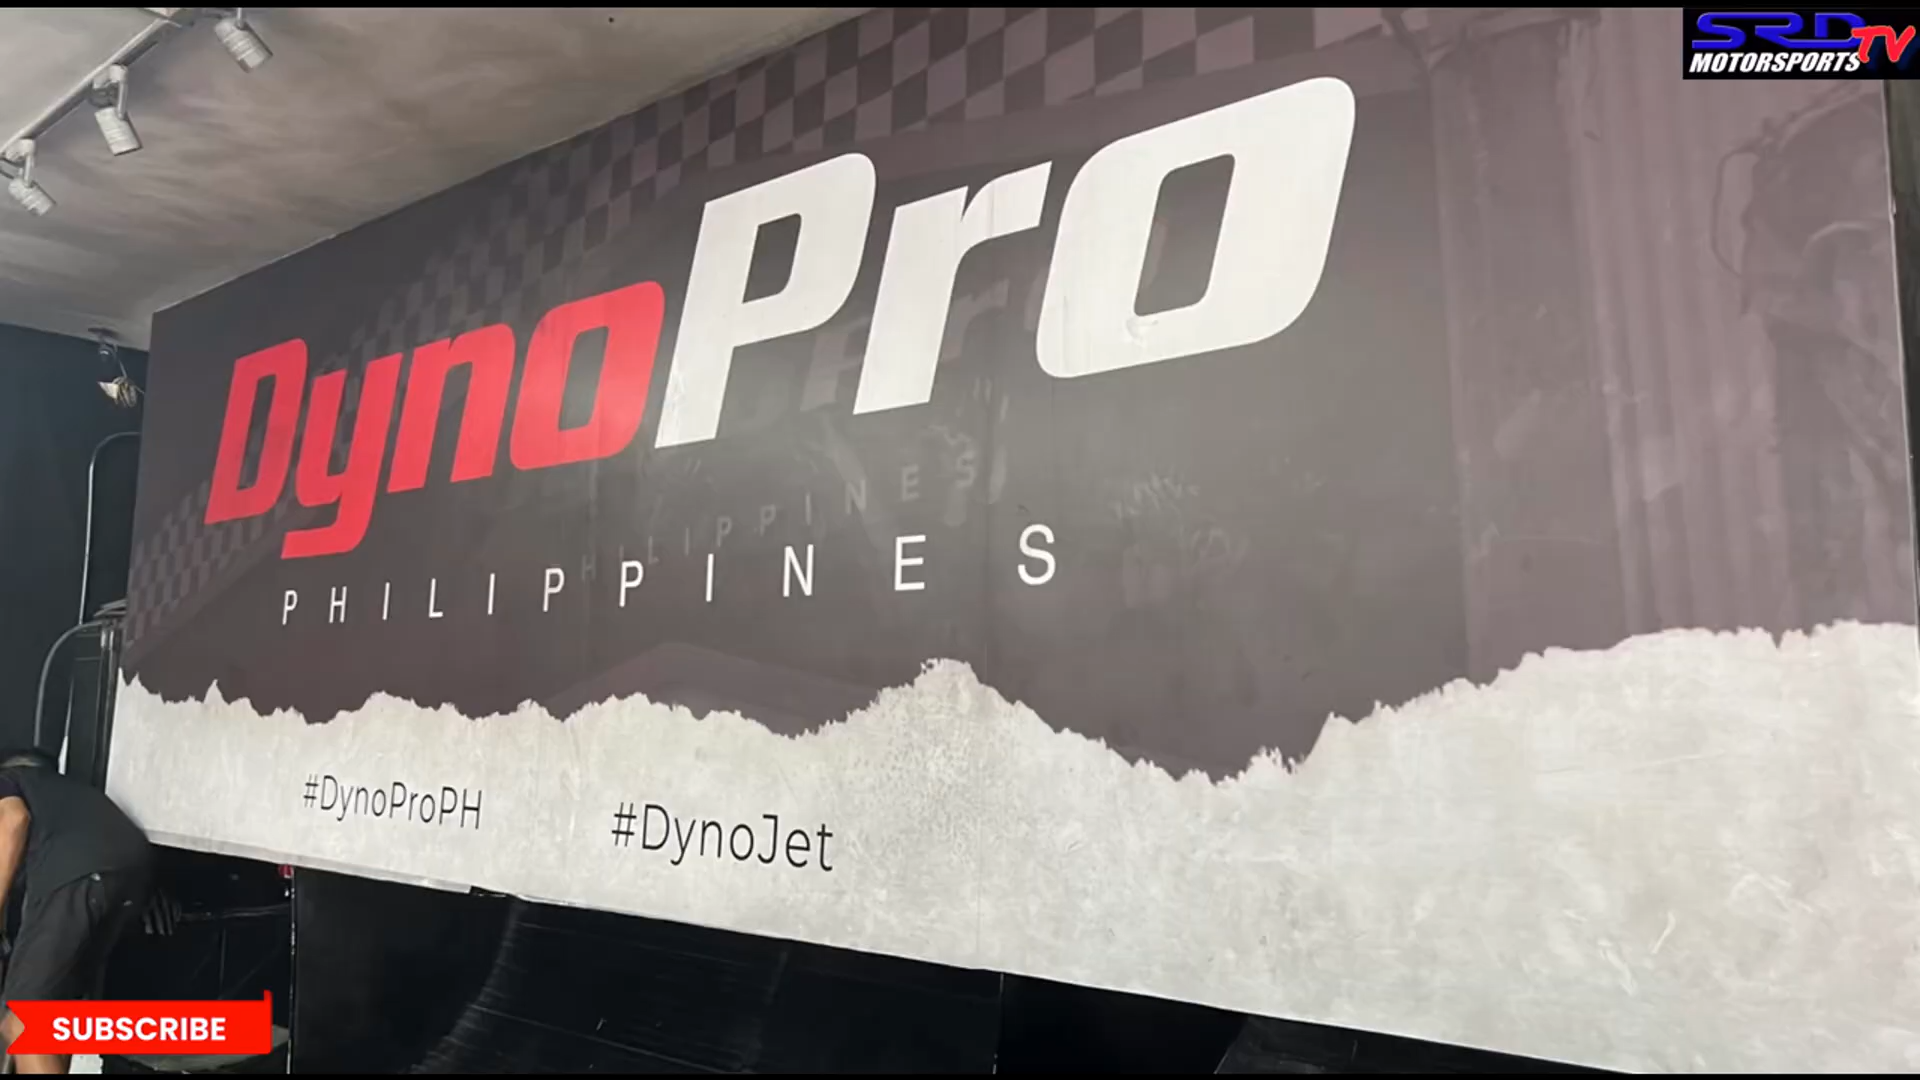 SRD TV
MOTORSPORTS
DynoPro
PHILIPPINES
#DynoProPH
#DynoJet
SUBSCRIBE